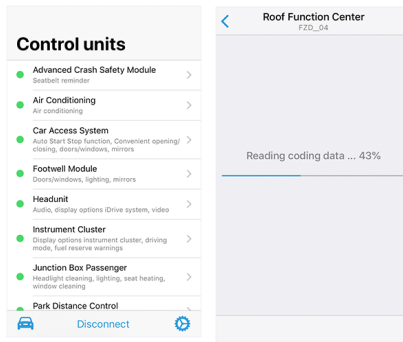 Control units
Advanced Crash Safety Module
Seatbelt reminder
Air Conditioning
Air conditioning
Car Access System
Auto Start Stop function, Convenient opening/
closing, doors/windows, mirrors
Footwell Module
Doors/windows, lighting, mirrors
Headunit
Audio, display options iDrive system, video
Instrument Cluster
Display options instrument cluster, driving
mode, fuel reserve warnings
Junction Box Passenger
Headlight cleaning, lighting, seat heating,
window cleaning
Park Distance Control
Disconnect
Roof Function Center
FZD_04
Reading coding data ... 43%